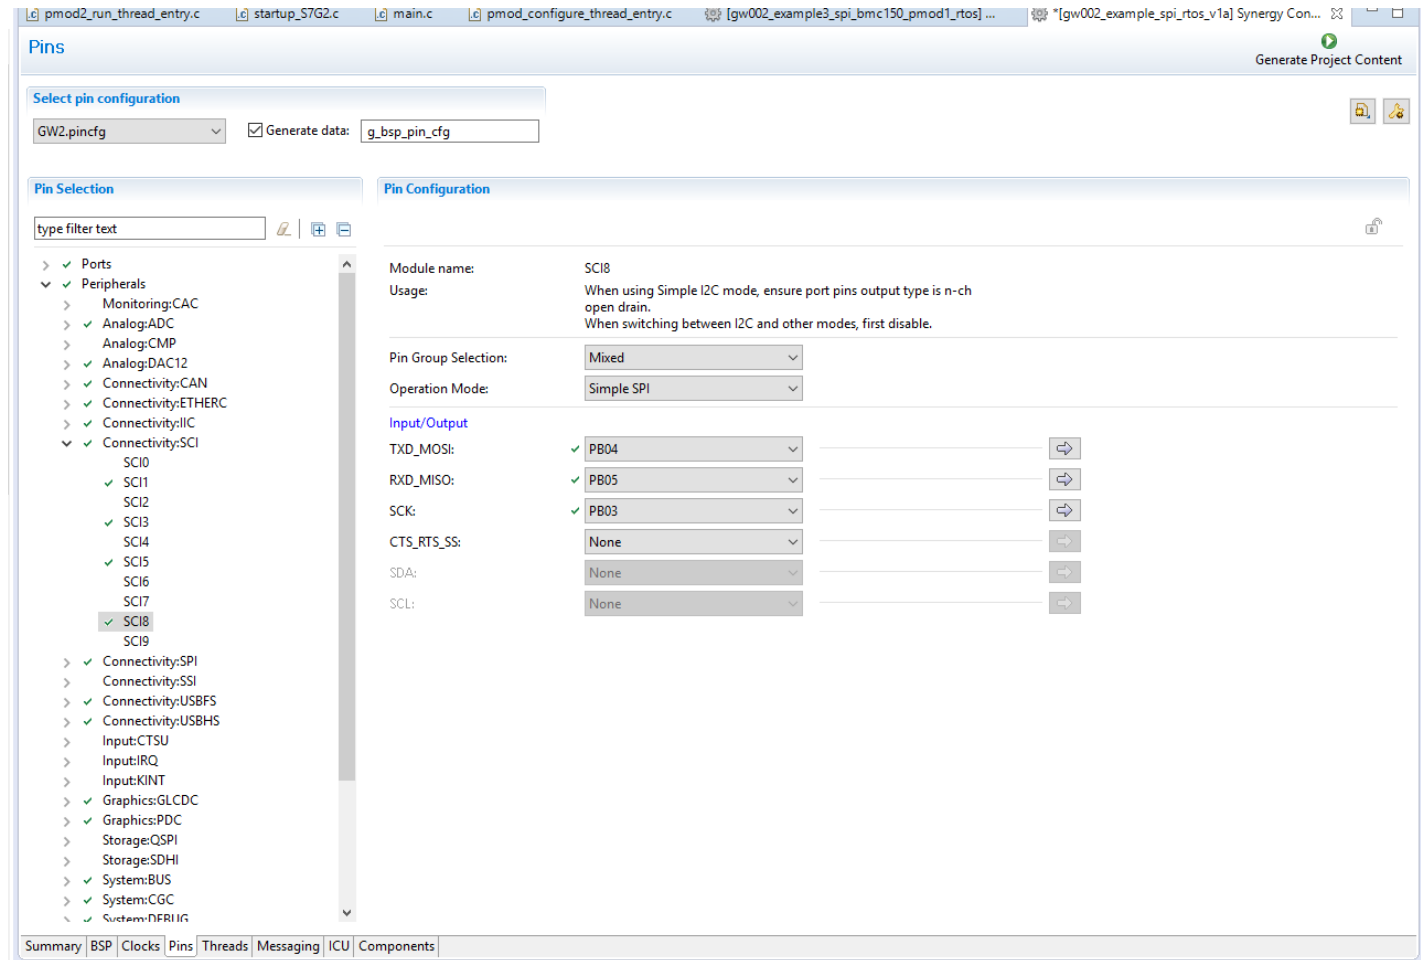 pmod2_run_thread_entry.c startup_S7G2.c main.c pmod_configure_thread_entry.c [gw002_example3_spi_bmc150_pmod1_rtos] ... *[gw002_example_spi_rtos_v1a] Synergy Con...
Pins
Generate Project Content
Select pin configuration
GW2.pincfg Generate data: g_bsp_pin_cfg
Pin Selection
type filter text
Ports
Peripherals
Monitoring:CAC
Analog:ADC
Analog:CMP
Analog:DAC12
Connectivity:CAN
Connectivity:ETHERC
Connectivity:IIC
Connectivity:SCI
SCI0
SCI1
SCI2
SCI3
SCI4
SCI5
SCI6
SCI7
SCI8
SCI9
Connectivity:SPI
Connectivity:SSI
Connectivity:USBFS
Connectivity:USBHS
Input:CTSU
Input:IRQ
Input:KINT
Graphics:GLCDC
Graphics:PDC
Storage:QSPI
Storage:SDHI
System:BUS
System:CGC
System:DEBUG
Pin Configuration
Module name: SCI8
Usage: When using Simple I2C mode, ensure port pins output type is n-ch
open drain.
When switching between I2C and other modes, first disable.
Pin Group Selection: Mixed
Operation Mode: Simple SPI
Input/Output
TXD_MOSI: PB04
RXD_MISO: PB05
SCK: PB03
CTS_RTS_SS: None
SDA: None
SCL: None
Summary BSP Clocks Pins Threads Messaging ICU Components